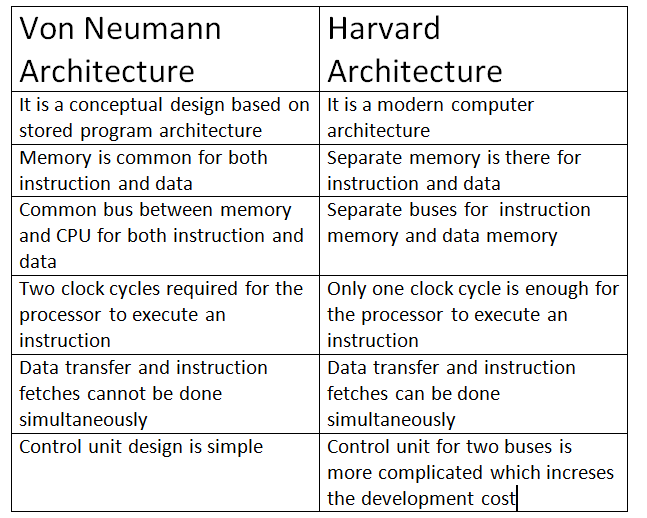 Von Neumann
Architecture
Harvard
Architecture
It is a conceptual design based on
stored program architecture
It is a modern computer
architecture
Memory is common for both
instruction and data
Separate memory is there for
instruction and data
Common bus between memory
and CPU for both instruction and
data
Separate buses for instruction
memory and data memory
Two clock cycles required for the
processor to execute an
instruction
Only one clock cycle is enough for
the processor to execute an
instruction
Data transfer and instruction
fetches cannot be done
simultaneously
Data transfer and instruction
fetches can be done
simultaneously
Control unit design is simple
Control unit for two buses is
more complicated which increses
the development cost